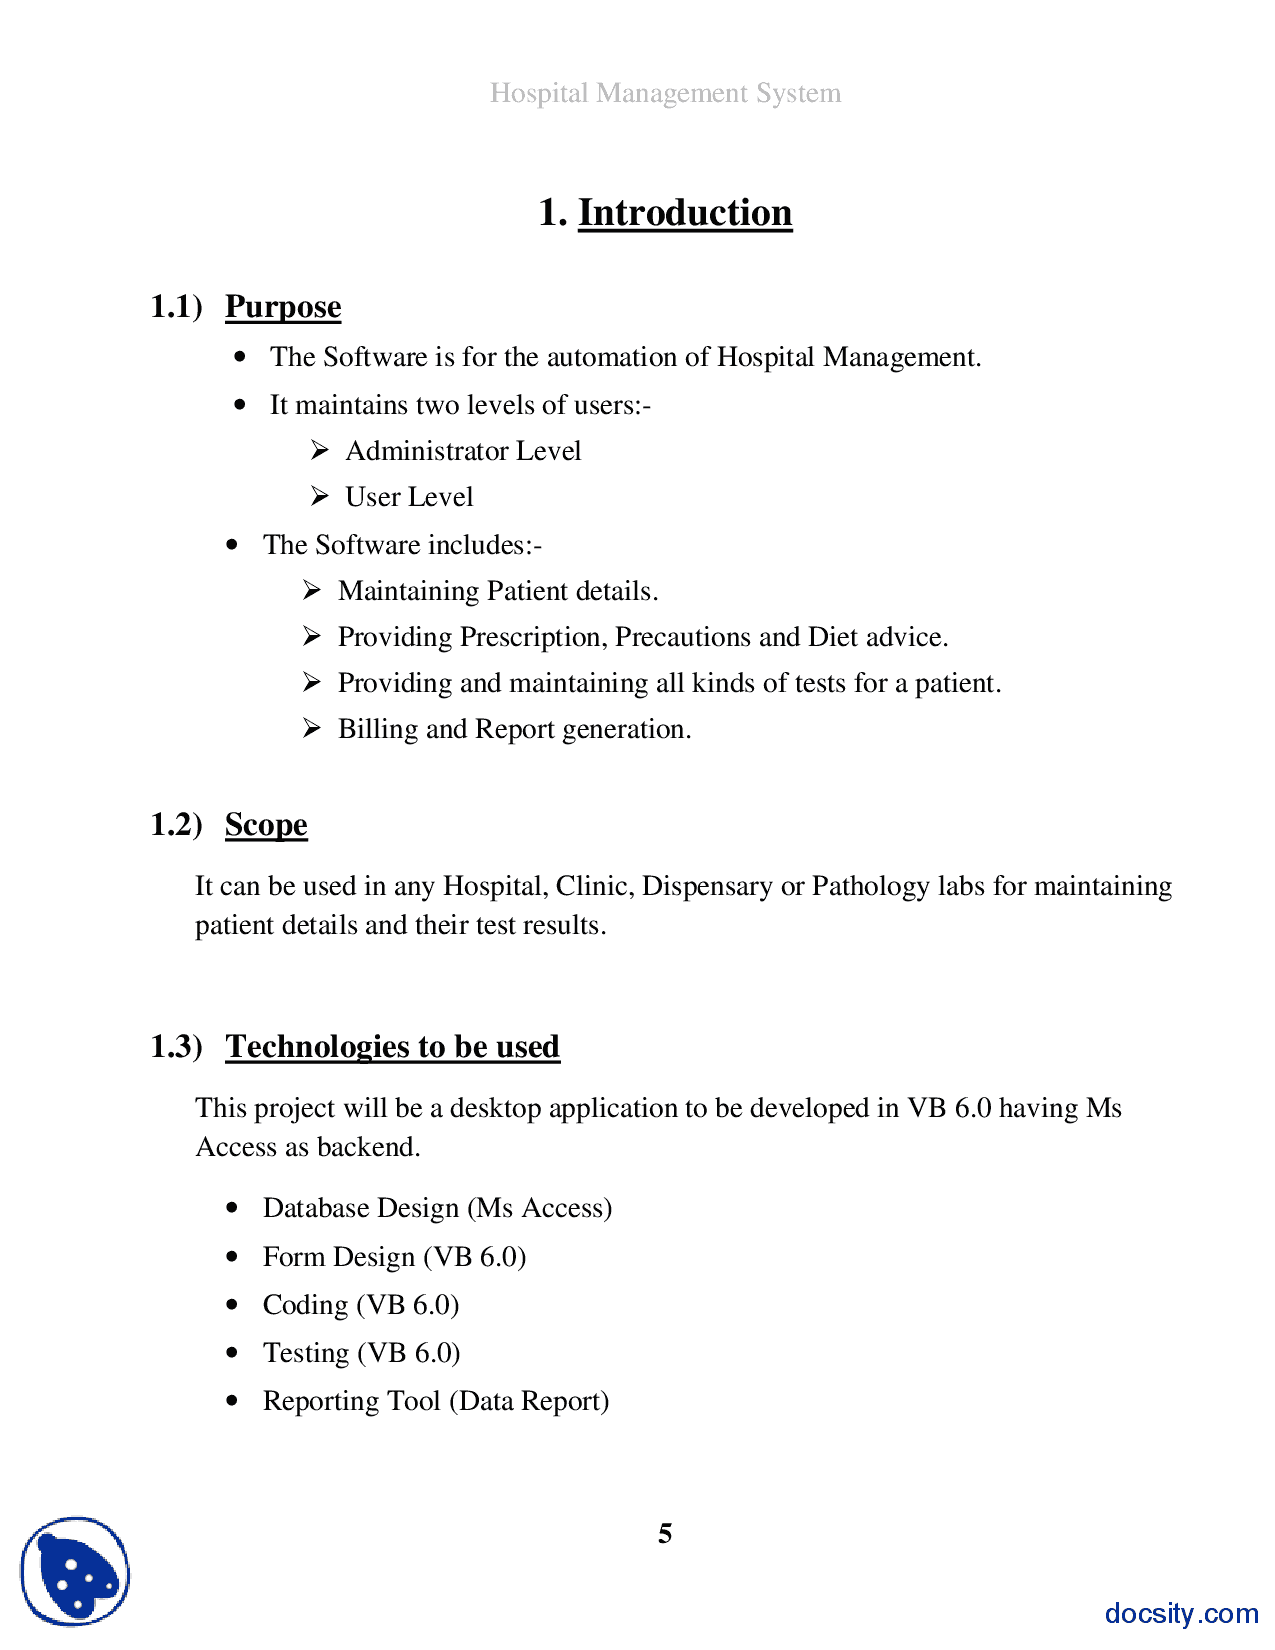 Hospital Management System
1. Introduction
1.1) Purpose
• The Software is for the automation of Hospital Management.
• It maintains two levels of users:-
➢ Administrator Level
➢ User Level
• The Software includes:-
➢ Maintaining Patient details.
➢ Providing Prescription, Precautions and Diet advice.
➢ Providing and maintaining all kinds of tests for a patient.
➢ Billing and Report generation.
1.2) Scope
It can be used in any Hospital, Clinic, Dispensary or Pathology labs for maintaining
patient details and their test results.
1.3) Technologies to be used
This project will be a desktop application to be developed in VB 6.0 having Ms
Access as backend.
• Database Design (Ms Access)
• Form Design (VB 6.0)
• Coding (VB 6.0)
• Testing (VB 6.0)
• Reporting Tool (Data Report)
5
docsity.com